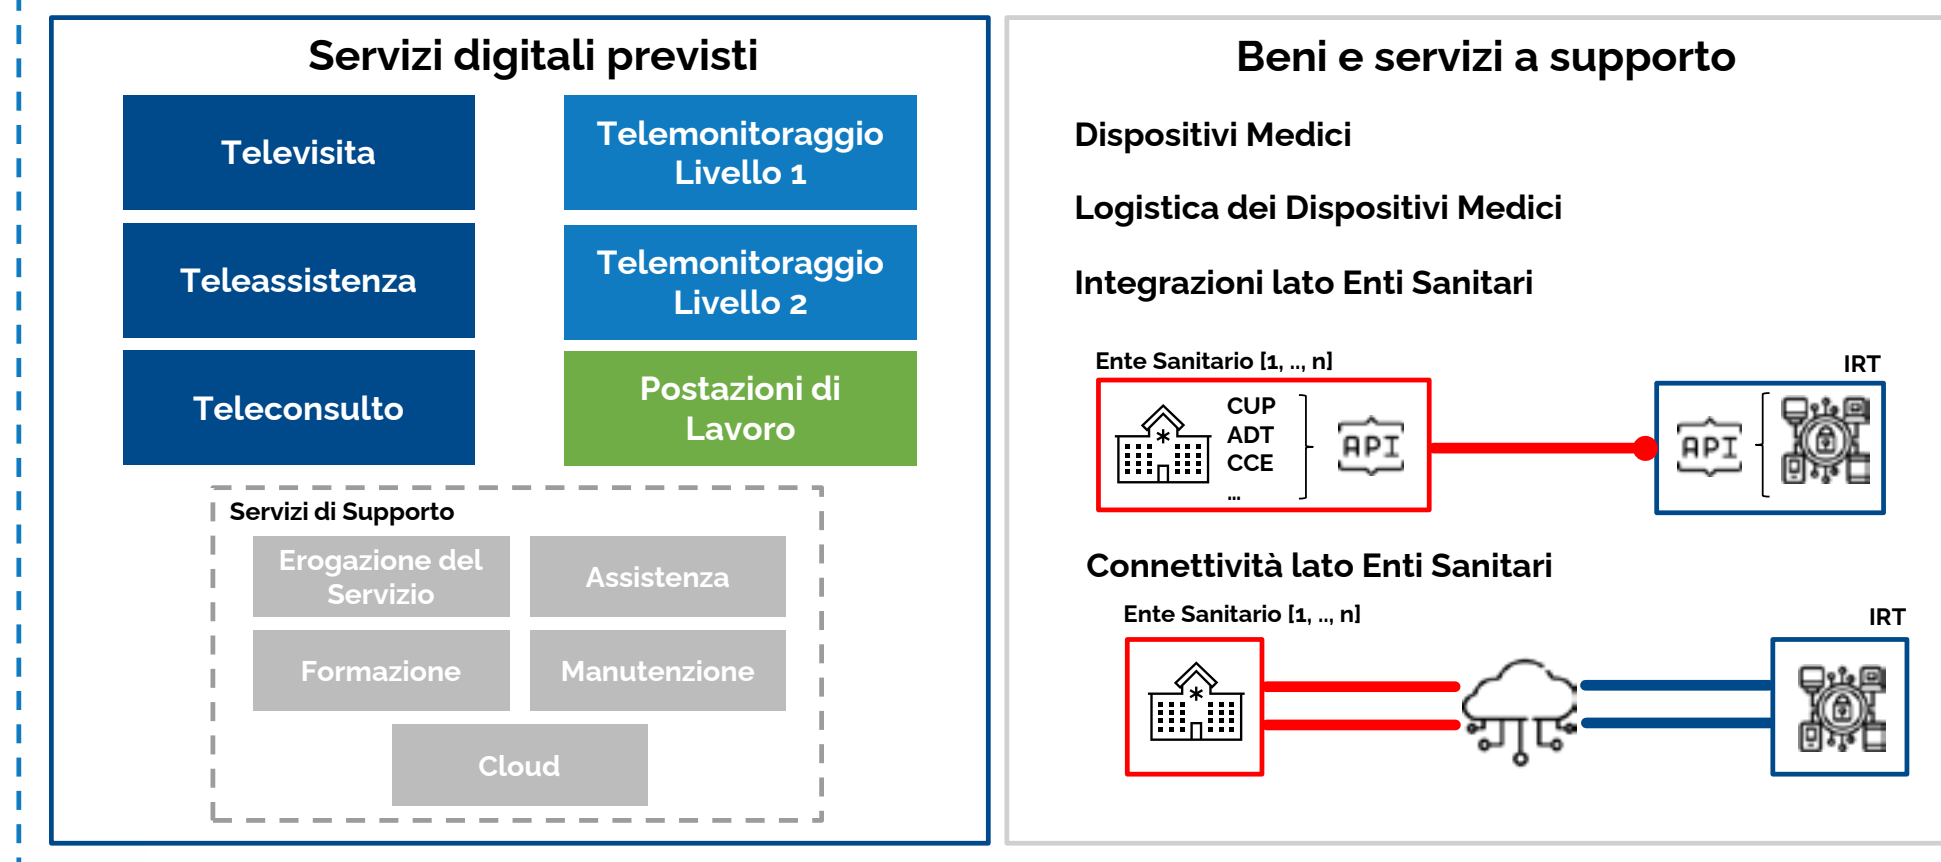 Servizi digitali previsti
Televisita
Telemonitoraggio
Livello 1
Teleassistenza
Telemonitoraggio
Livello 2
Teleconsulto
Postazioni di
Lavoro
Servizi di Supporto
Erogazione del
Servizio
Assistenza
Formazione
Manutenzione
Cloud
Beni e servizi a supporto
Dispositivi Medici
Logistica dei Dispositivi Medici
Integrazioni lato Enti Sanitari
Ente Sanitario [1, .., n]
IRT
CUP
ADT
CCE
...
API
API
Connettività lato Enti Sanitari
Ente Sanitario [1, .., n]
IRT